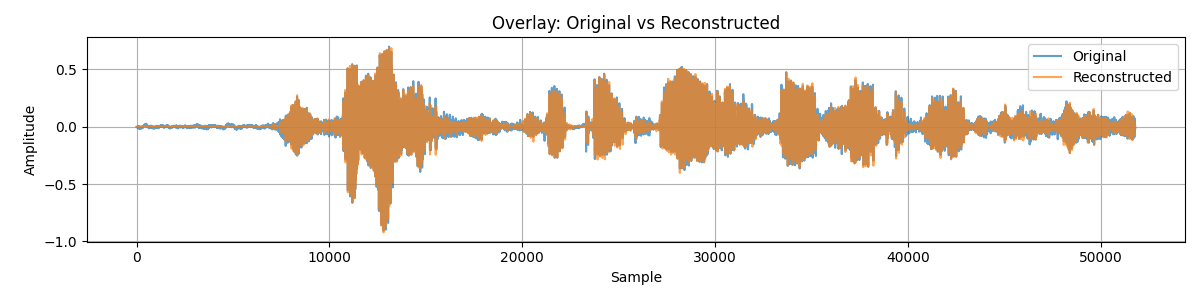 Overlay: Original vs Reconstructed
Original
Reconstructed
Amplitude
0.5
0.0
−0.5
−1.0
0 10000 20000 30000 40000 50000
Sample